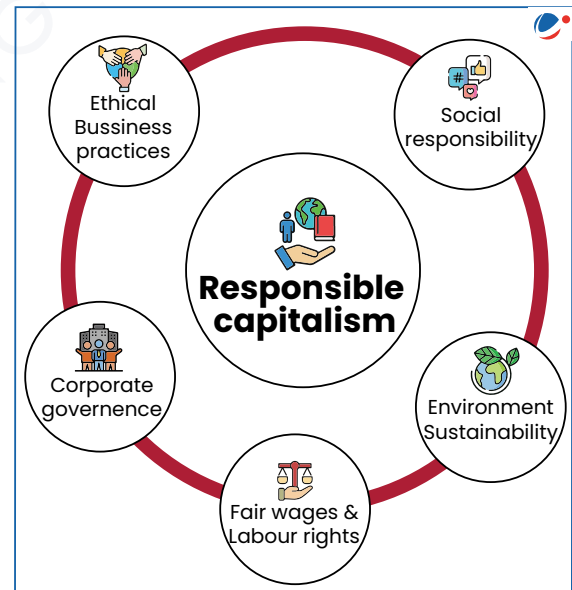 Ethical
Bussiness
practices
Social
responsibility
Responsible
capitalism
Corporate
governence
Environment
Sustainability
Fair wages &
Labour rights
#